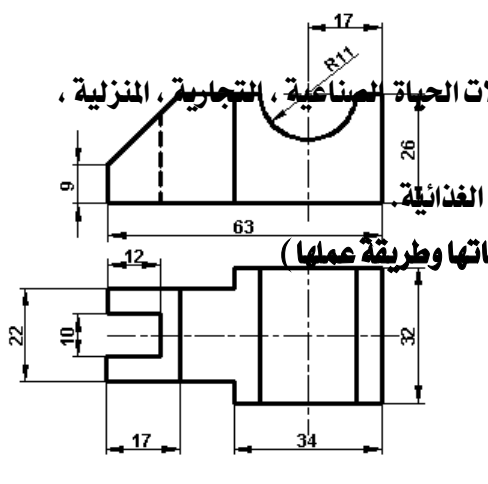 17
R11
لات الحياة الصناعية ، التجارية ، المنزلية ،
26
9
الغذائية.
63
اتها وطريقة عملها )
12
22
10
32
17
34